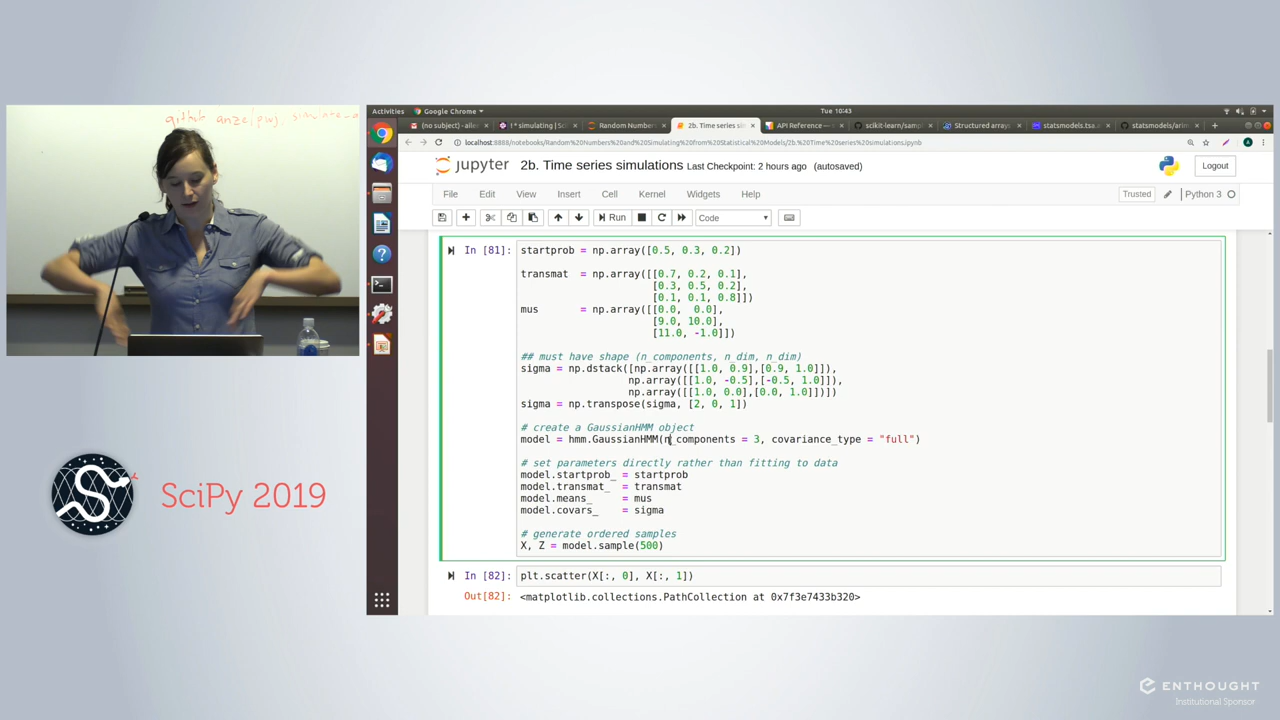 github
Activities
Google Chrome
Tue 10:43
(no subject) - aile
1* simulating | Sci
Random Number
2b. Time series sim
API Reference —
scikit-learn/samp
Structured arrays
statsmodels.tsa.a
statsmodels/arim
localhost:8888/notebooks/Random%20Numbers%20and%20Simulating%20from%20Statistical%20Models/2b.%20Time%20series%20simulations.ipynb
jupyter 2b. Time series simulations Last Checkpoint: 2 hours ago (autosaved)
Logout
File Edit View Insert Cell Kernel Widgets Help
Trusted Python 3
Run Code
In [81]: startprob = np.array([0.5, 0.3, 0.2])
transmat = np.array([[0.7, 0.2, 0.1],
[0.3, 0.5, 0.2],
[0.1, 0.1, 0.8]])
mus = np.array([[0.0, 0.0],
[9.0, 10.0],
[11.0, -1.0]])
## must have shape (n_components, n_dim, n_dim)
sigma = np.dstack([np.array([[1.0, 0.9],[0.9, 1.0]]),
np.array([[1.0, -0.5],[-0.5, 1.0]]),
np.array([[1.0, 0.0],[0.0, 1.0]])])
sigma = np.transpose(sigma, [2, 0, 1])
# create a GaussianHMM object
model = hmm.GaussianHMM(n_components = 3, covariance_type = "full")
# set parameters directly rather than fitting to data
model.startprob_ = startprob
model.transmat_ = transmat
model.means_ = mus
model.covars_ = sigma
# generate ordered samples
X, Z = model.sample(500)
In [82]: plt.scatter(X[:, 0], X[:, 1])
Out[82]: <matplotlib.collections.PathCollection at 0x7f3e7433b320>
SciPy 2019
ENTHOUGHT
Institutional Sponsor